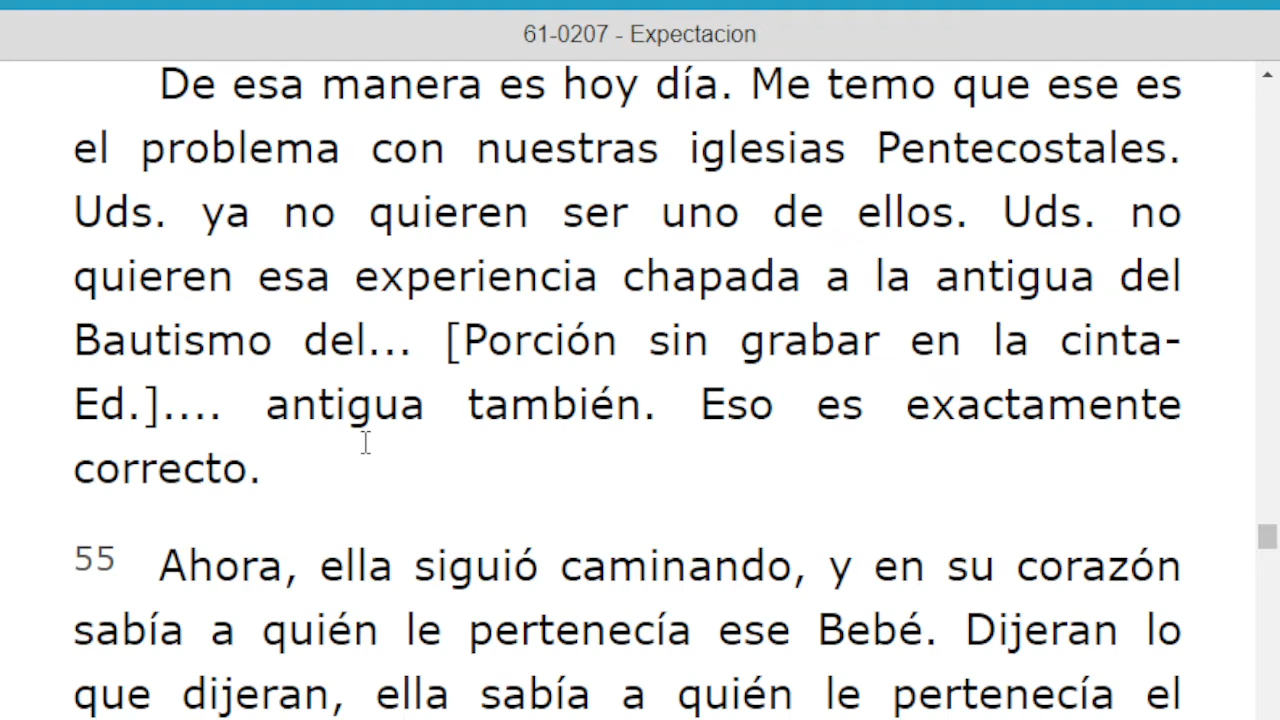 61-0207 - Expectacion
De esa manera es hoy día. Me temo que ese es
el problema con nuestras iglesias Pentecostales.
Uds. ya no quieren ser uno de ellos. Uds. no
quieren esa experiencia chapada a la antigua del
Bautismo del... [Porción sin grabar en la cinta-
Ed.].... antigua también. Eso es exactamente
correcto.
55 Ahora, ella siguió caminando, y en su corazón
sabía a quién le pertenecía ese Bebé. Dijeran lo
que dijeran, ella sabía a quién le pertenecía el